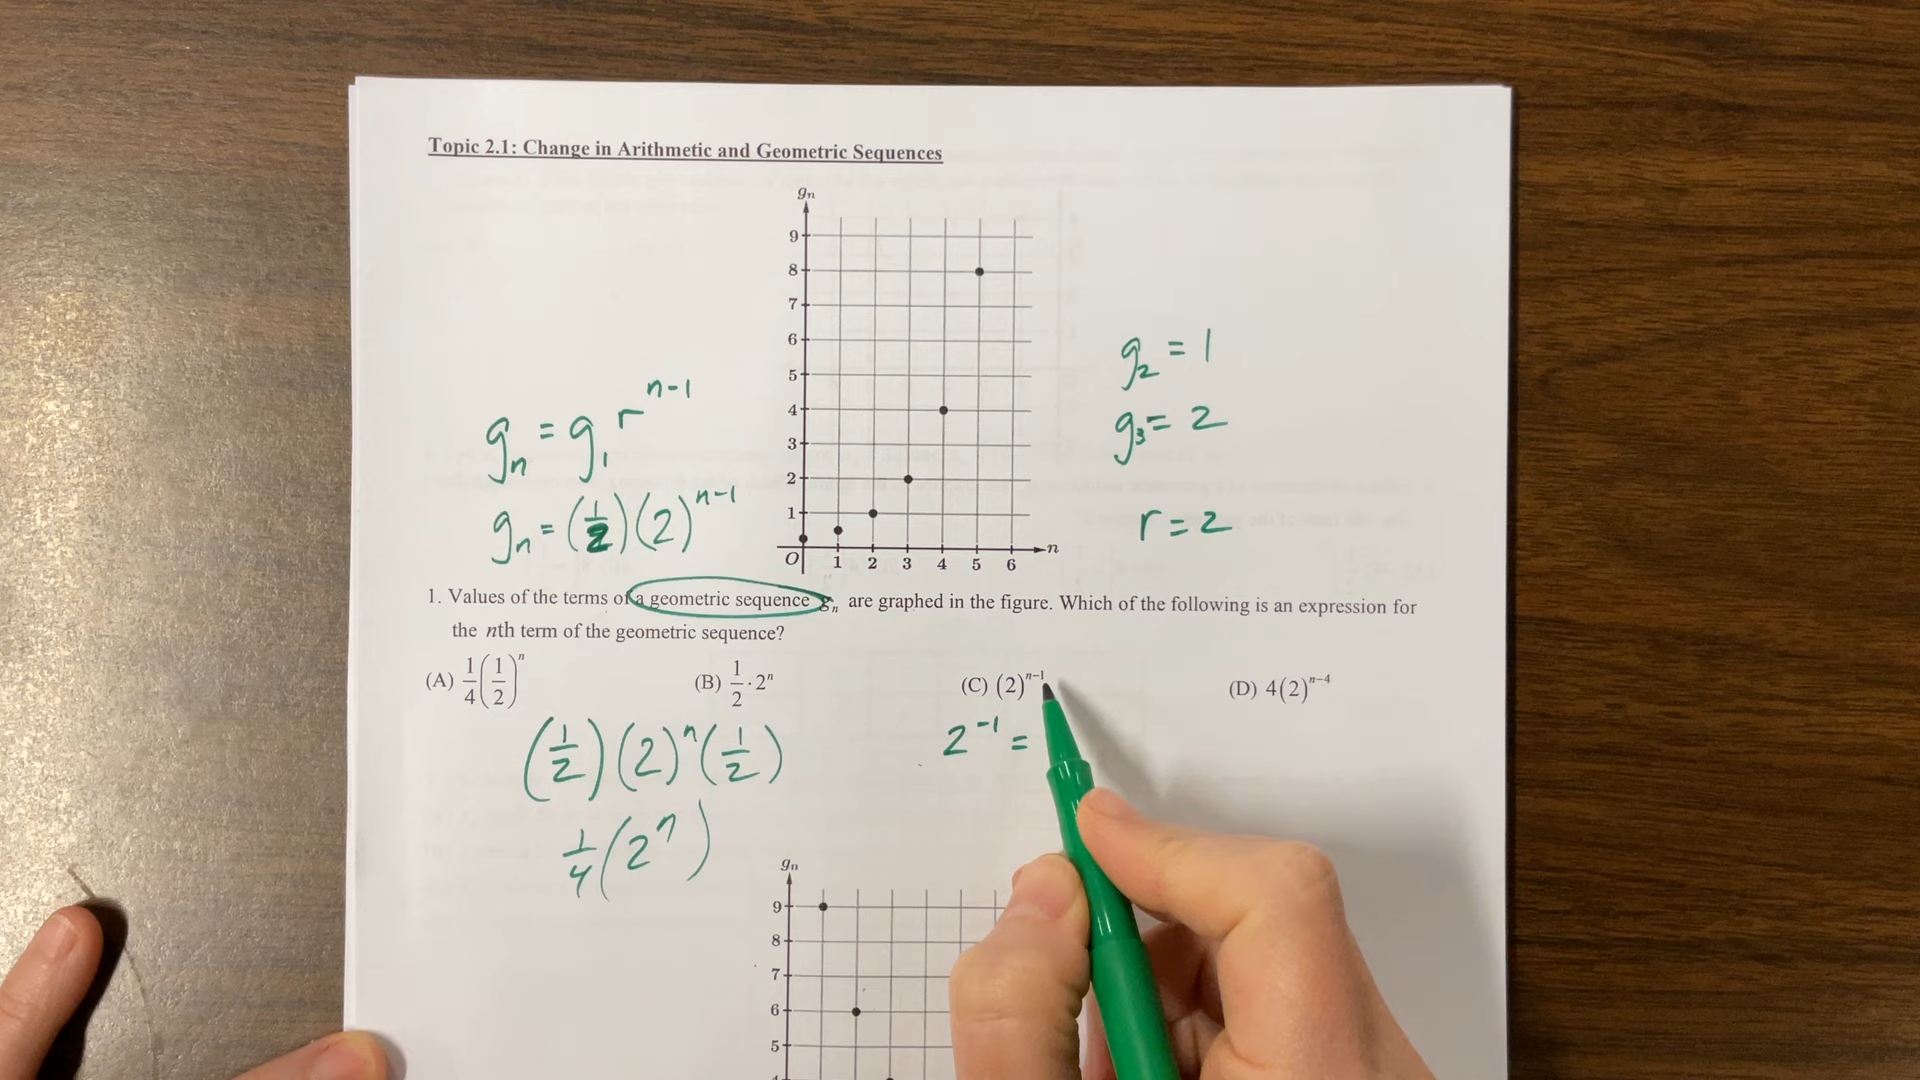 Topic 2.1: Change in Arithmetic and Geometric Sequences
gₙ
9
8
7
6
5
4
3
2
1
O 1 2 3 4 5 6 n
gₙ = g₁ rⁿ⁻¹
gₙ = (1/2)(2)ⁿ⁻¹
g₂ = 1
g₃ = 2
r = 2
1. Values of the terms of a geometric sequence gₙ are graphed in the figure. Which of the following is an expression for
the nth term of the geometric sequence?
(A) 1/4(1/2)ⁿ (B) 1/2 · 2ⁿ (C) (2)ⁿ⁻¹ (D) 4(2)ⁿ⁻⁴
(1/2)(2)ⁿ(1/2)
1/4(2ⁿ)
2⁻¹ =
gₙ
9
8
7
6
5